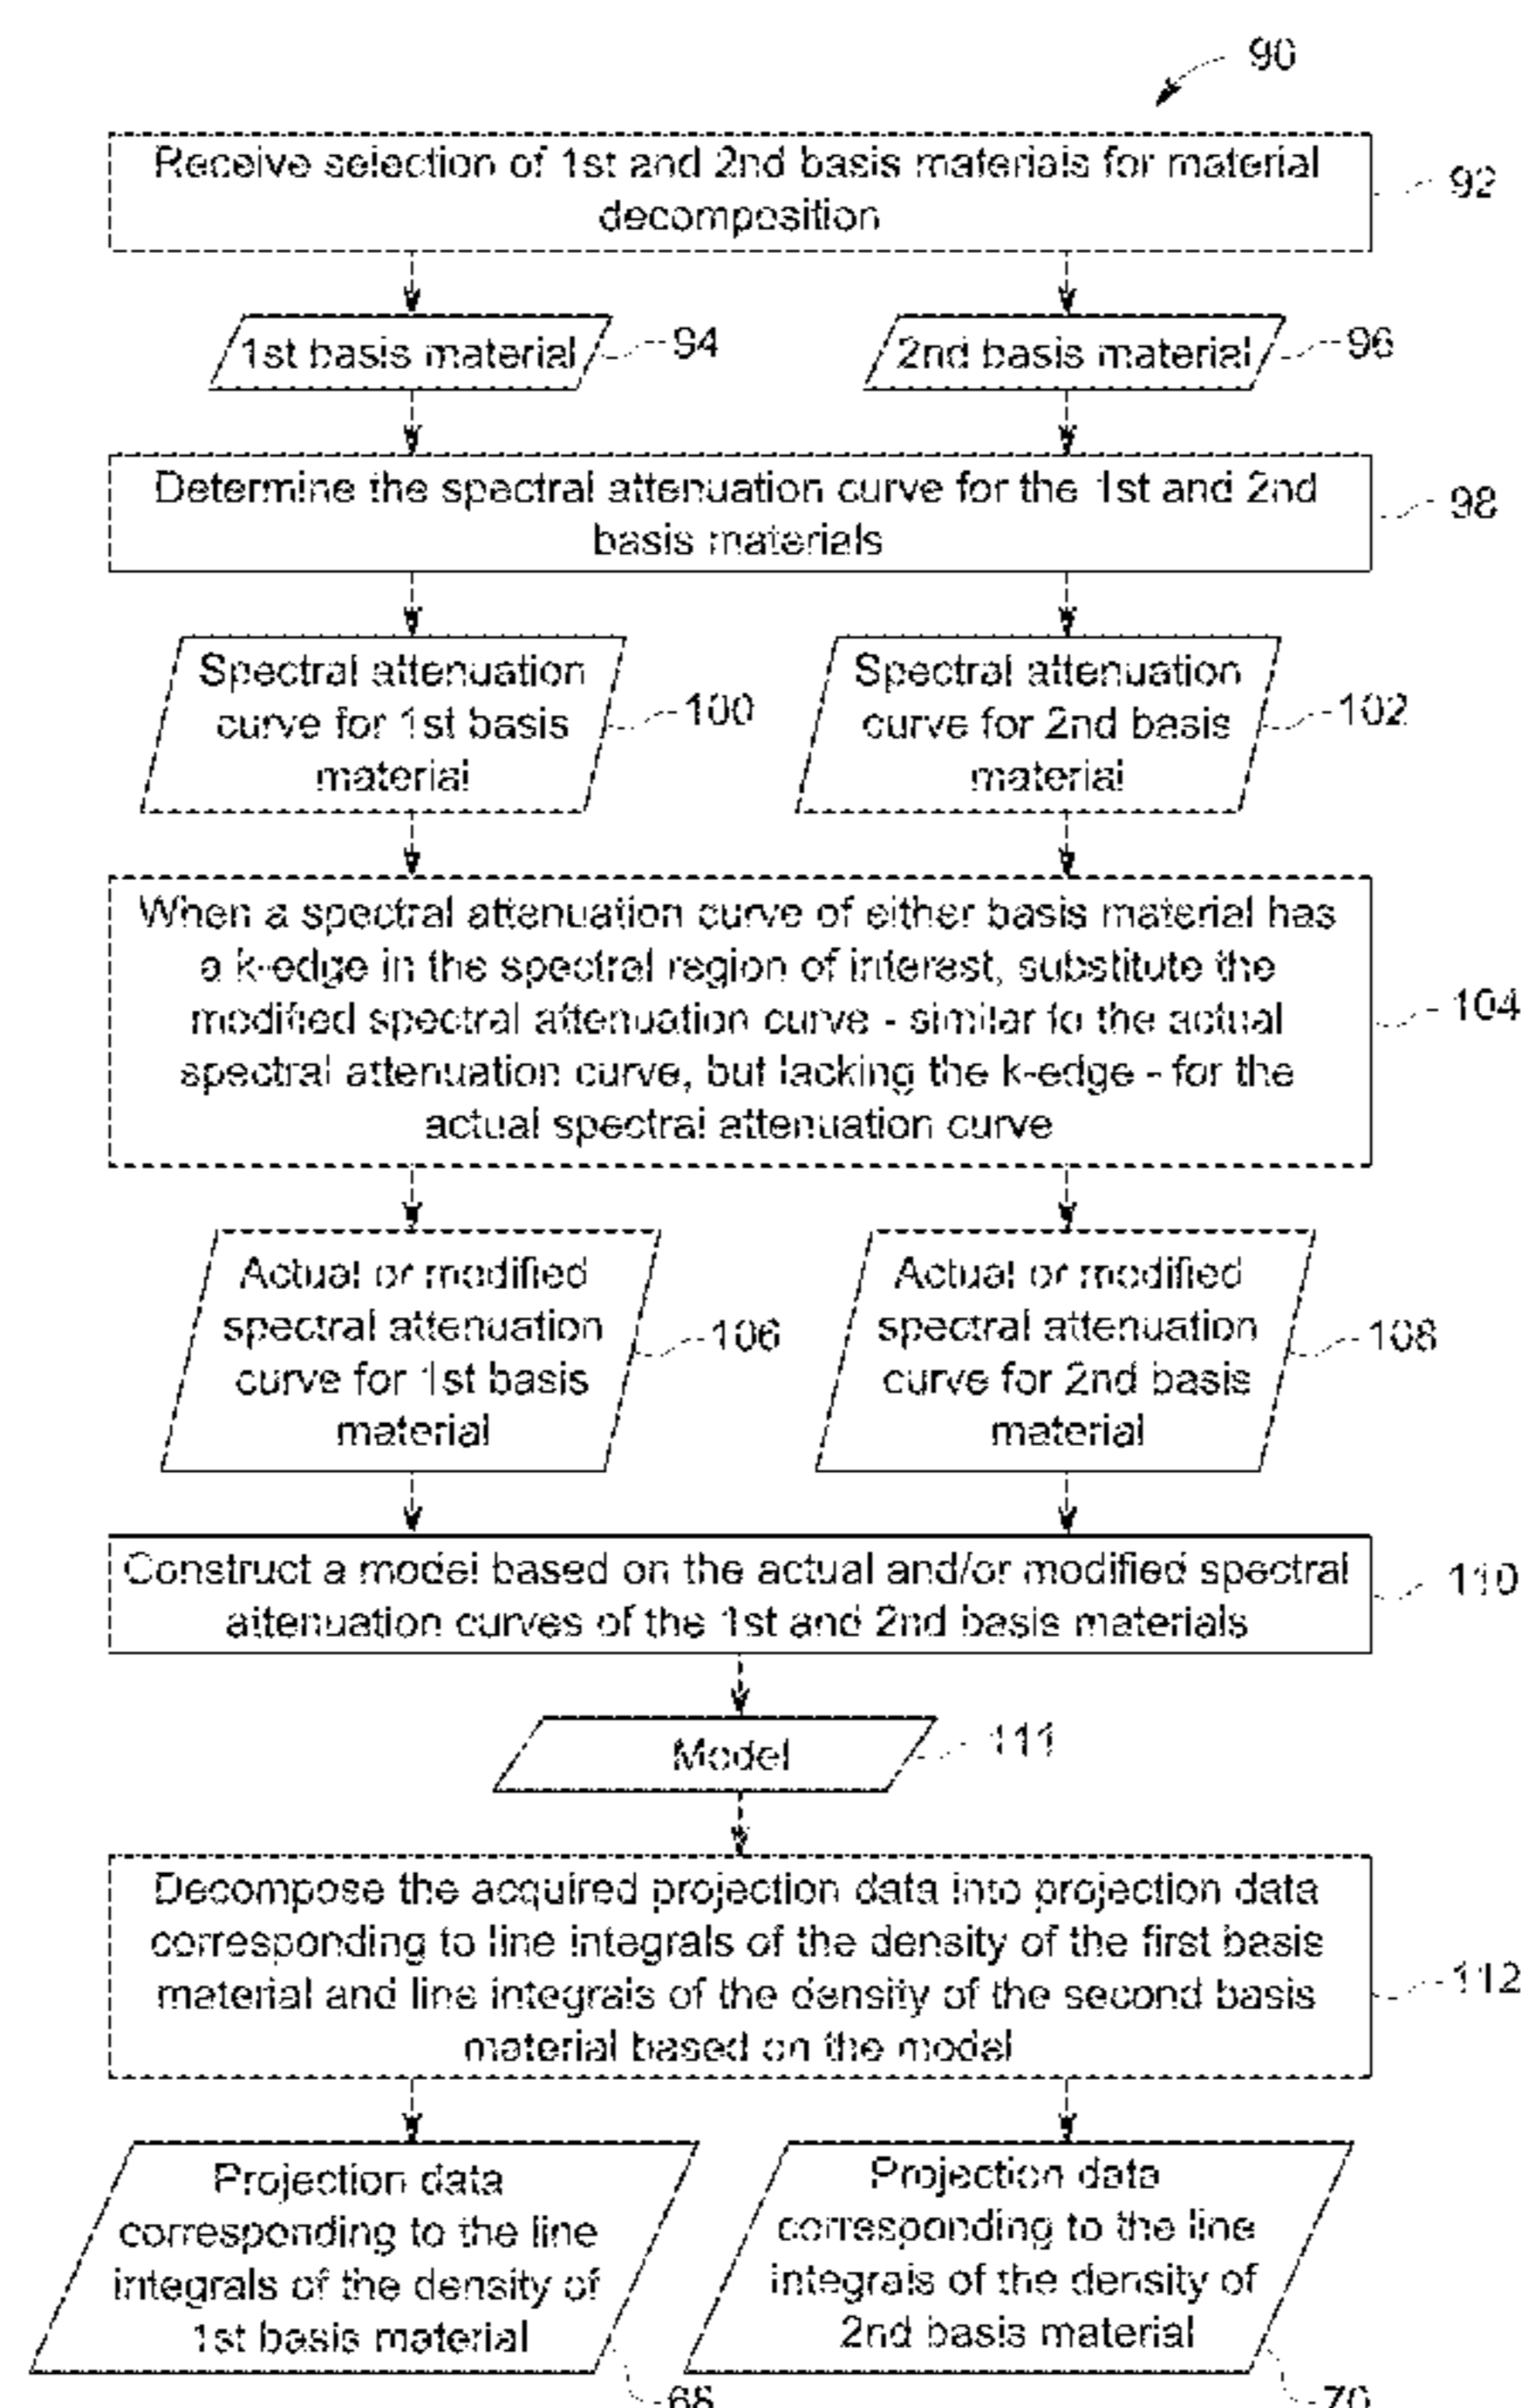 90
Receive selection of 1st and 2nd basis materials for material
decomposition
92
1st basis material
94
2nd basis material
96
Determine the spectral attenuation curve for the 1st and 2nd
basis materials
98
Spectral attenuation
curve for 1st basis
material
100
Spectral attenuation
curve for 2nd basis
material
102
When a spectral attenuation curve of either basis material has
a k-edge in the spectral region of interest, substitute the
modified spectral attenuation curve - similar to the actual
spectral attenuation curve, but lacking the k-edge - for the
actual spectral attenuation curve
104
Actual or modified
spectral attenuation
curve for 1st basis
material
106
Actual or modified
spectral attenuation
curve for 2nd basis
material
108
Construct a model based on the actual and/or modified spectral
attenuation curves of the 1st and 2nd basis materials
110
Model
111
Decompose the acquired projection data into projection data
corresponding to line integrals of the density of the first basis
material and line integrals of the density of the second basis
material based on the model
112
Projection data
corresponding to the line
integrals of the density of
1st basis material
68
Projection data
corresponding to the line
integrals of the density of
2nd basis material
70